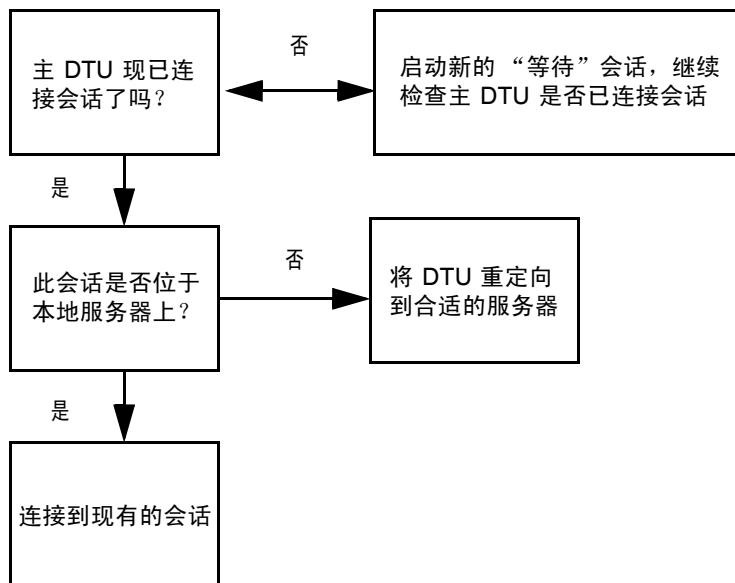 主 DTU 现已连
接会话了吗？
否
启动新的 “等待”会话，继续
检查主 DTU 是否已连接会话
是
此会话是否位于
本地服务器上？
否
将 DTU 重定向
到合适的服务器
是
连接到现有的会话